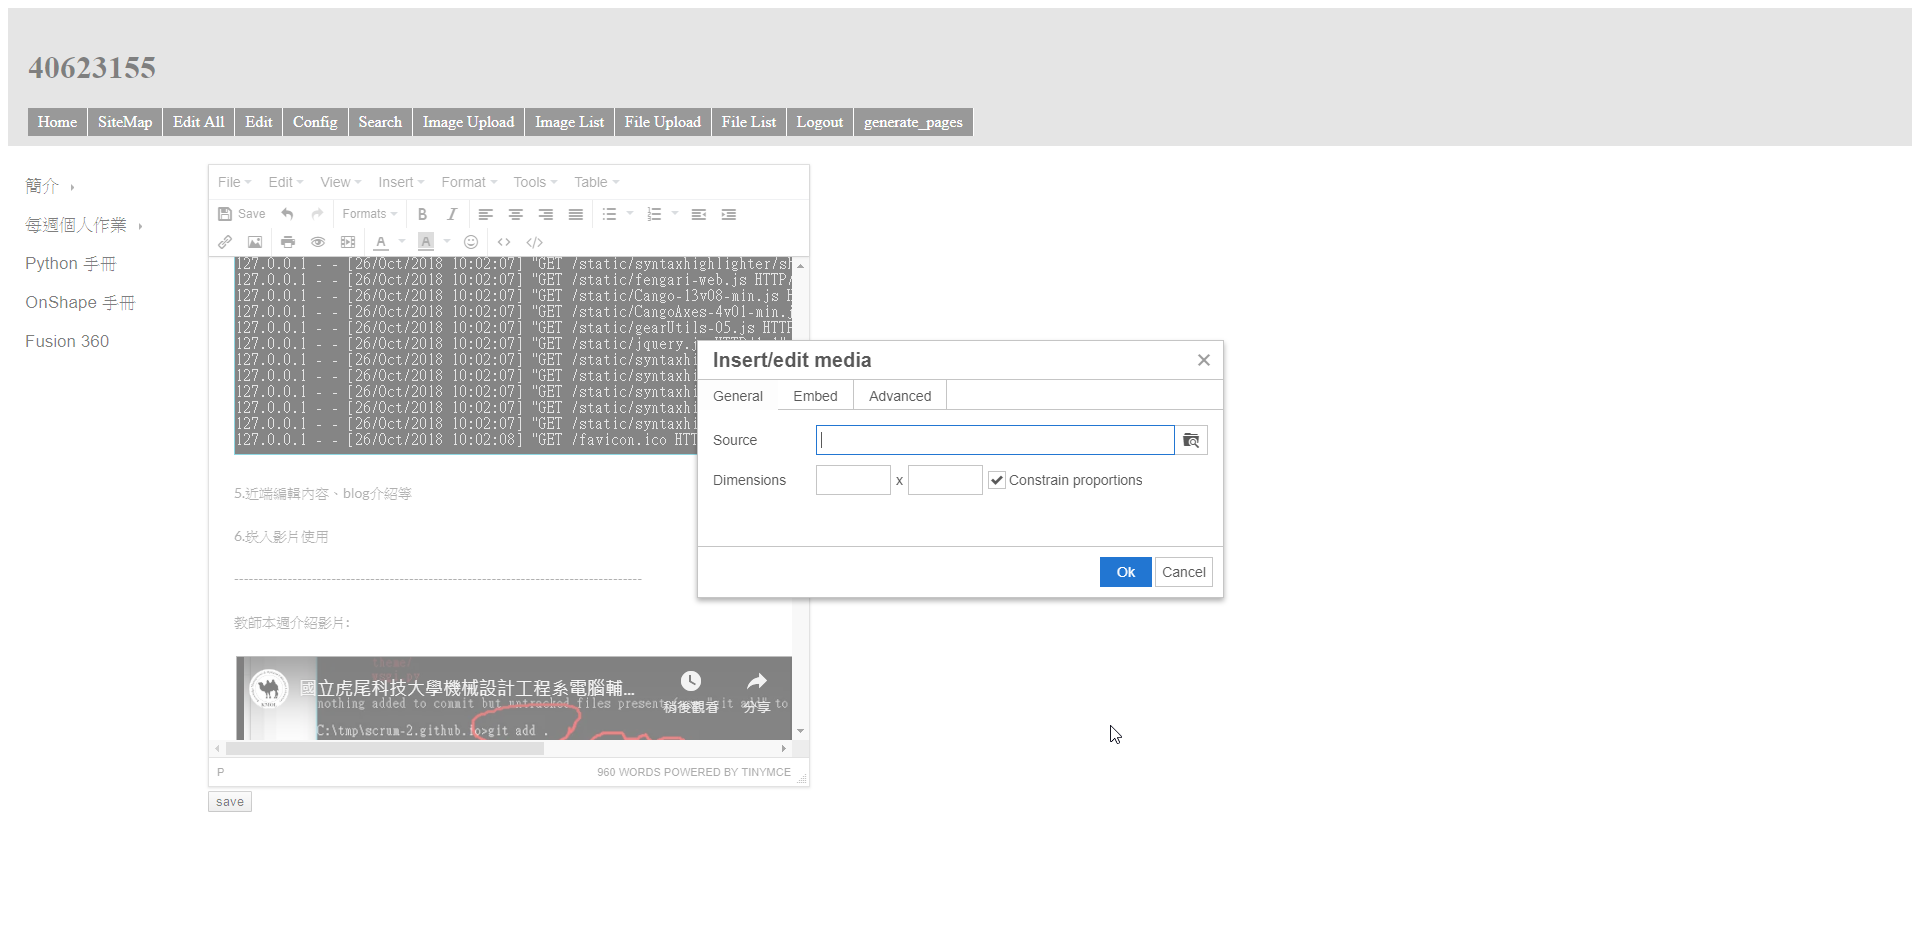 40623155
Home SiteMap Edit All Edit Config Search Image Upload Image List File Upload File List Logout generate_pages
簡介
每週個人作業
Python 手冊
OnShape 手冊
Fusion 360
File Edit View Insert Format Tools Table
Save Formats B I
A A
127.0.0.1 - - [26/Oct/2018 10:02:07] "GET /static/syntaxhighlighter/sh
127.0.0.1 - - [26/Oct/2018 10:02:07] "GET /static/fengari-web.js HTTP/
127.0.0.1 - - [26/Oct/2018 10:02:07] "GET /static/Cango-13v08-min.js H
127.0.0.1 - - [26/Oct/2018 10:02:07] "GET /static/CangoAxes-4v01-min.j
127.0.0.1 - - [26/Oct/2018 10:02:07] "GET /static/gearUtils-05.js HTTP
127.0.0.1 - - [26/Oct/2018 10:02:07] "GET /static/jquery.j
127.0.0.1 - - [26/Oct/2018 10:02:07] "GET /static/syntaxhi
127.0.0.1 - - [26/Oct/2018 10:02:07] "GET /static/syntaxhi
127.0.0.1 - - [26/Oct/2018 10:02:07] "GET /static/syntaxhi
127.0.0.1 - - [26/Oct/2018 10:02:07] "GET /static/syntaxhi
127.0.0.1 - - [26/Oct/2018 10:02:07] "GET /static/syntaxhi
127.0.0.1 - - [26/Oct/2018 10:02:08] "GET /favicon.ico HTT
5.近端編輯內容、blog介紹等
6.崁入影片使用
--------------------------------------------------------------------------------
教師本週介紹影片:
theme/
國立虎尾科技大學機械設計工程系電腦輔...
稍後觀看 分享
nothing added to commit but untracked files present (use "git add" to
C:\tmp\scrum-2.github.io>git add .
P 960 WORDS POWERED BY TINYMCE
save
Insert/edit media
General Embed Advanced
Source
Dimensions x Constrain proportions
Ok Cancel